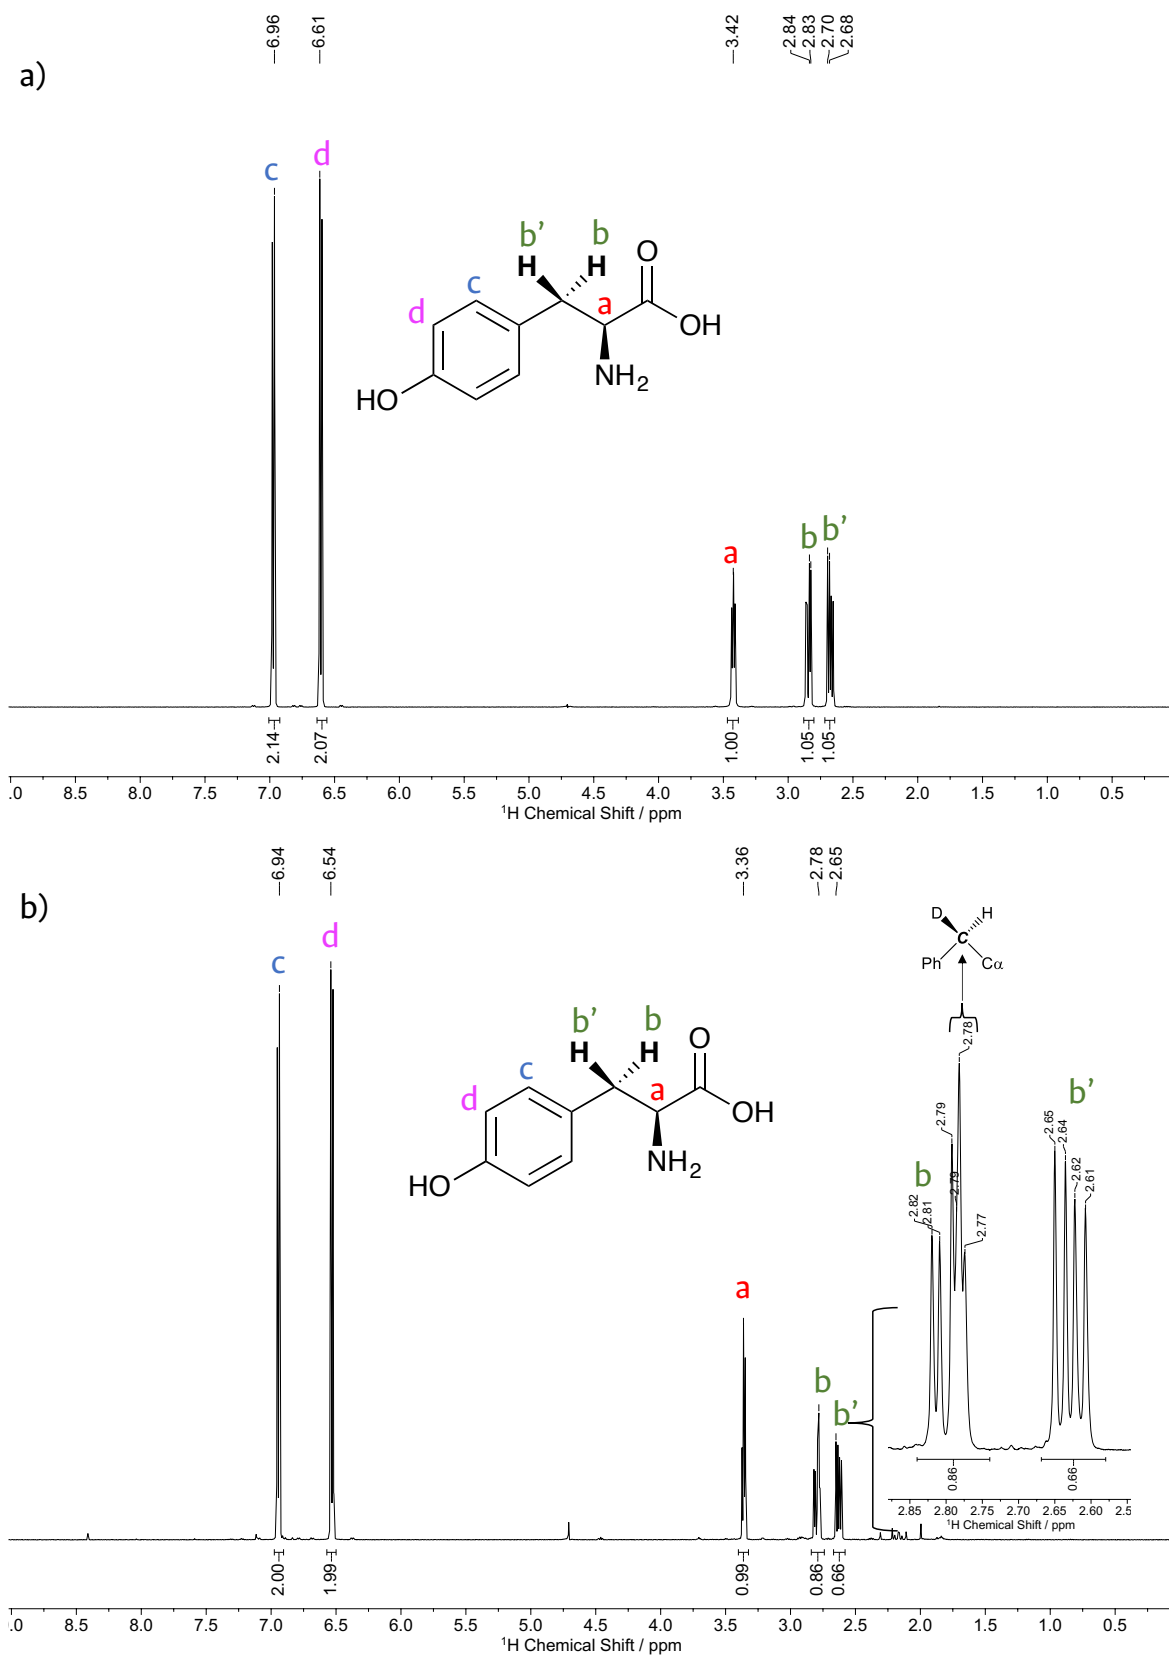 6.96
6.61
3.42
2.84
2.83
2.70
2.68
a)
c
d
b’
b
H H
O
c
d
a
OH
NH2
HO
a
b b’
2.14
2.07
1.00
1.05
1.05
.0 8.5 8.0 7.5 7.0 6.5 6.0 5.5 5.0 4.5 4.0 3.5 3.0 2.5 2.0 1.5 1.0 0.5
1H Chemical Shift / ppm
6.94
6.54
3.36
2.78
2.65
b)
c
d
b’
b
H H
O
c
d
a
OH
NH2
HO
a
b
b’
D H
C
Ph Cα
2.82
2.81
2.79
2.79
2.78
2.77
2.65
2.64
2.62
2.61
b
b’
0.86
0.66
2.85 2.80 2.75 2.70 2.65 2.60 2.5
1H Chemical Shift / ppm
2.00
1.99
0.99
0.86
0.66
.0 8.5 8.0 7.5 7.0 6.5 6.0 5.5 5.0 4.5 4.0 3.5 3.0 2.5 2.0 1.5 1.0 0.5
1H Chemical Shift / ppm